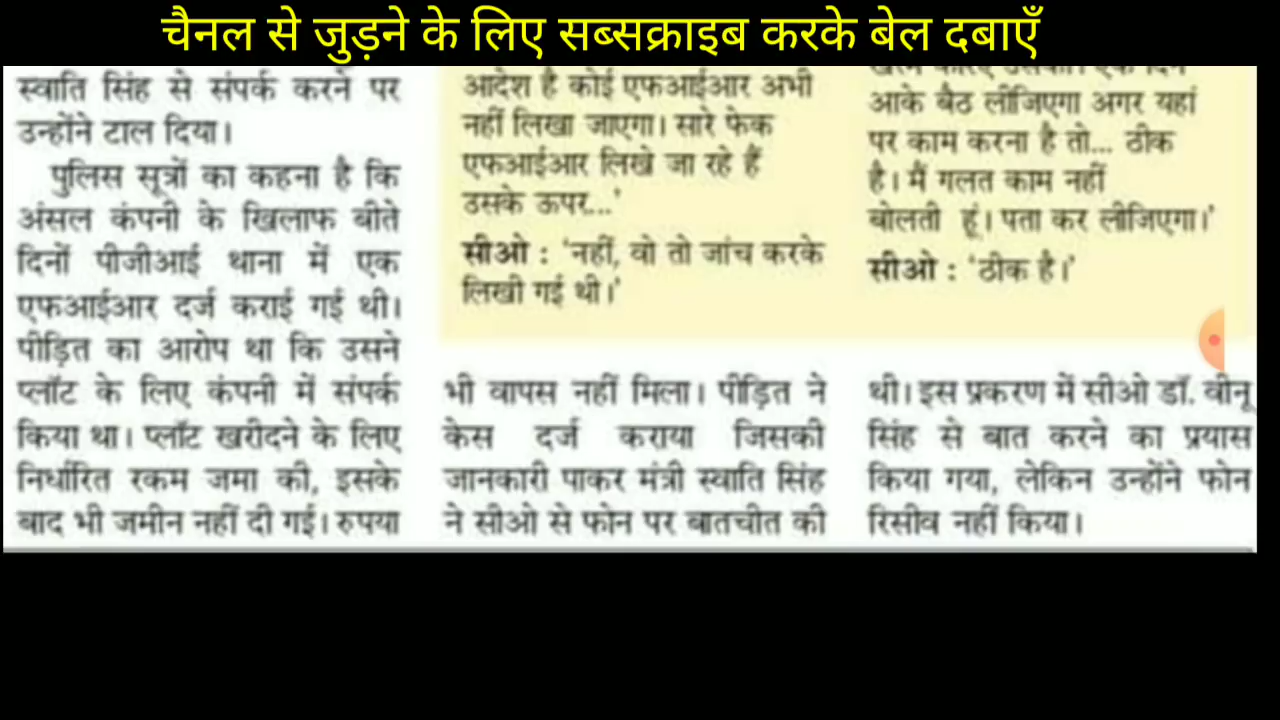 चैनल से जुड़ने के लिए सब्सक्राइब करके बेल दबाएँ
स्वाति सिंह से संपर्क करने पर
उन्होंने टाल दिया।
पुलिस सूत्रों का कहना है कि
अंसल कंपनी के खिलाफ बीते
दिनों पीजीआई थाना में एक
एफआईआर दर्ज कराई गई थी।
पीड़ित का आरोप था कि उसने
प्लॉट के लिए कंपनी में संपर्क
किया था। प्लॉट खरीदने के लिए
निर्धारित रकम जमा की, इसके
बाद भी जमीन नहीं दी गई। रुपया
आदेश है कोई एफआईआर अभी
नहीं लिखा जाएगा। सारे फेक
एफआईआर लिखे जा रहे हैं
उसके ऊपर...'
सीओ : 'नहीं, वो तो जांच करके
लिखी गई थी।'
आके बैठ लीजिएगा अगर यहां
पर काम करना है तो... ठीक
है। मैं गलत काम नहीं
बोलती हूं। पता कर लीजिएगा।'
सीओ : 'ठीक है।'
भी वापस नहीं मिला। पीड़ित ने
केस दर्ज कराया जिसकी
जानकारी पाकर मंत्री स्वाति सिंह
ने सीओ से फोन पर बातचीत की
थी। इस प्रकरण में सीओ डॉ. वीनू
सिंह से बात करने का प्रयास
किया गया, लेकिन उन्होंने फोन
रिसीव नहीं किया।